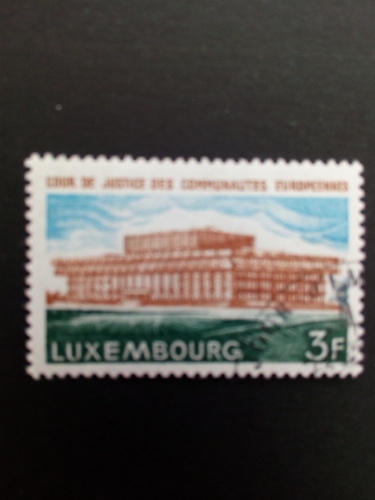 COUR DE JUSTICE DES COMMUNAUTES EUROPEENNES
LUXEMBOURG 3F